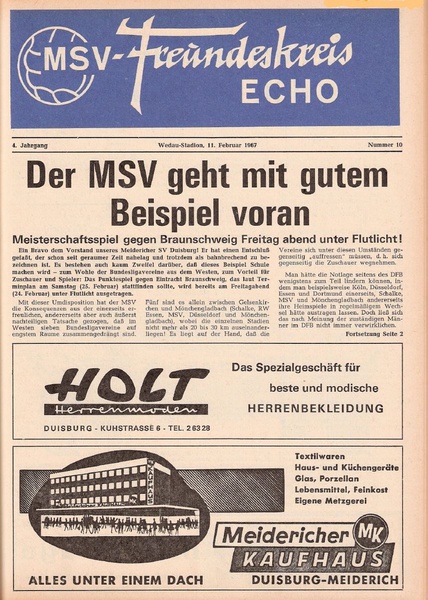 MSV-Freundeskreis
ECHO
4. Jahrgang Wedau-Stadion, 11. Februar 1967 Nummer 10
Der MSV geht mit gutem
Beispiel voran
Meisterschaftsspiel gegen Braunschweig Freitag abend unter Flutlicht!
Ein Bravo dem Vorstand unseres Meidericher SV Duisburg! Er hat einen Entschluß
gefaßt, der schon seit geraumer Zeit nahelag und trotzdem als bahnbrechend zu be-
zeichnen ist. Es bestehen auch kaum Zweifel darüber, daß dieses Beispiel Schule
machen wird – zum Wohle der Bundesligavereine aus dem Westen, zum Vorteil für
Zuschauer und Spieler: Das Punktespiel gegen Eintracht Braunschweig, das laut Ter-
minplan am Samstag (25. Februar) stattfinden sollte, wird bereits am Freitagabend
(24. Februar) unter Flutlicht ausgetragen.
Mit dieser Umdisposition hat der MSV
die Konsequenzen aus der einerseits er-
freulichen, andererseits aber auch äußerst
nachteiligen Tatsache gezogen, daß im
Westen sieben Bundesligavereine auf
engstem Raume zusammengedrängt sind.
Fünf sind es allein zwischen Gelsenkir-
chen und Mönchengladbach (Schalke, RW-
Essen, MSV, Düsseldorf und Mönchen-
gladbach), wobei die einzelnen Stadien
nicht mehr als 20 bis 30 km auseinander-
liegen! Es liegt auf der Hand, daß die
Vereine sich unter diesen Umständen ge-
genseitig „auffressen" müssen, d. h. sich
gegenseitig die Zuschauer wegnehmen.
Man hätte die Notlage seitens des DFB
wenigstens zum Teil lindern können, in-
dem man beispielsweise Köln, Düsseldorf,
Essen und Dortmund einerseits, Schalke,
MSV und Mönchengladbach andererseits
ihre Heimspiele in regelmäßigem Wech-
sel hätte austragen lassen. Doch ließ sich
das nach Meinung der zuständigen Män-
ner im DFB nicht immer verwirklichen.
Fortsetzung Seite 2
HOLT
Herrenmoden
DUISBURG - KUHSTRASSE 6 - TEL. 2 63 28
Das Spezialgeschäft für
beste und modische
HERRENBEKLEIDUNG
KAUFHAUS
Textilwaren
Haus- und Küchengeräte
Glas, Porzellan
Lebensmittel, Feinkost
Eigene Metzgerei
Meidericher MK
KAUFHAUS
ALLES UNTER EINEM DACH DUISBURG-MEIDERICH